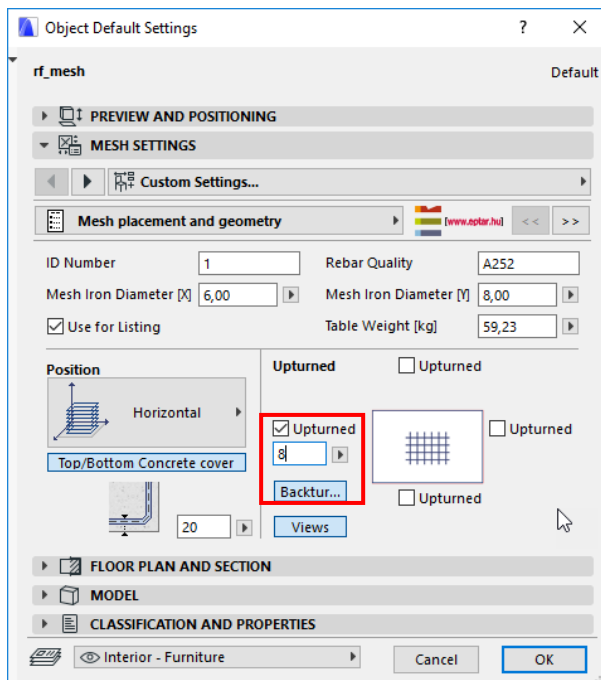 Object Default Settings ?
rf_mesh Default
PREVIEW AND POSITIONING
MESH SETTINGS
Custom Settings...
Mesh placement and geometry [www.eptar.hu] << >>
ID Number 1 Rebar Quality A252
Mesh Iron Diameter [X] 6,00 Mesh Iron Diameter [Y] 8,00
Use for Listing Table Weight [kg] 59,23
Position Upturned Upturned
Horizontal Upturned Upturned
8
Top/Bottom Concrete cover
Backtur... Upturned
20 Views
FLOOR PLAN AND SECTION
MODEL
CLASSIFICATION AND PROPERTIES
Interior - Furniture Cancel OK